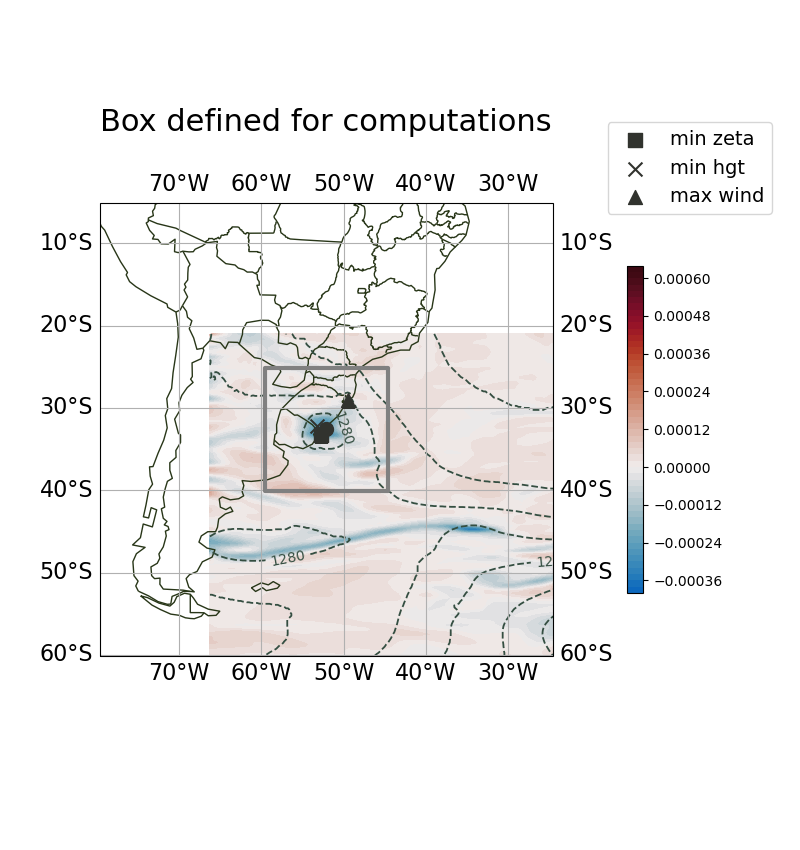 Box defined for computations
min zeta
min hgt
max wind
70°W 60°W 50°W 40°W 30°W
10°S 10°S
20°S 20°S
30°S 30°S
40°S 40°S
50°S 50°S
60°S 60°S
70°W 60°W 50°W 40°W 30°W
1280
1280
12
0.00060
0.00048
0.00036
0.00024
0.00012
0.00000
−0.00012
−0.00024
−0.00036